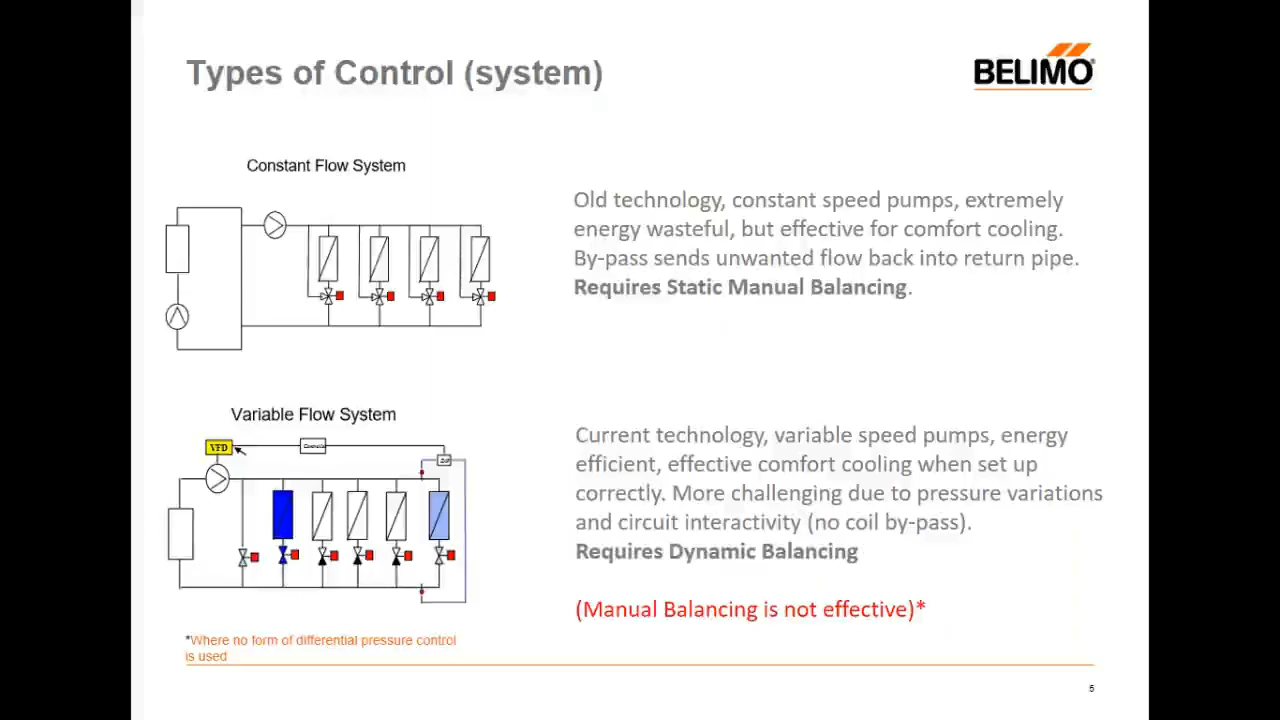 Types of Control (system)
BELIMO
Constant Flow System
Old technology, constant speed pumps, extremely
energy wasteful, but effective for comfort cooling.
By-pass sends unwanted flow back into return pipe.
Requires Static Manual Balancing.
Variable Flow System
VFD
Current technology, variable speed pumps, energy
efficient, effective comfort cooling when set up
correctly. More challenging due to pressure variations
and circuit interactivity (no coil by-pass).
Requires Dynamic Balancing
(Manual Balancing is not effective)*
*Where no form of differential pressure control
is used
5